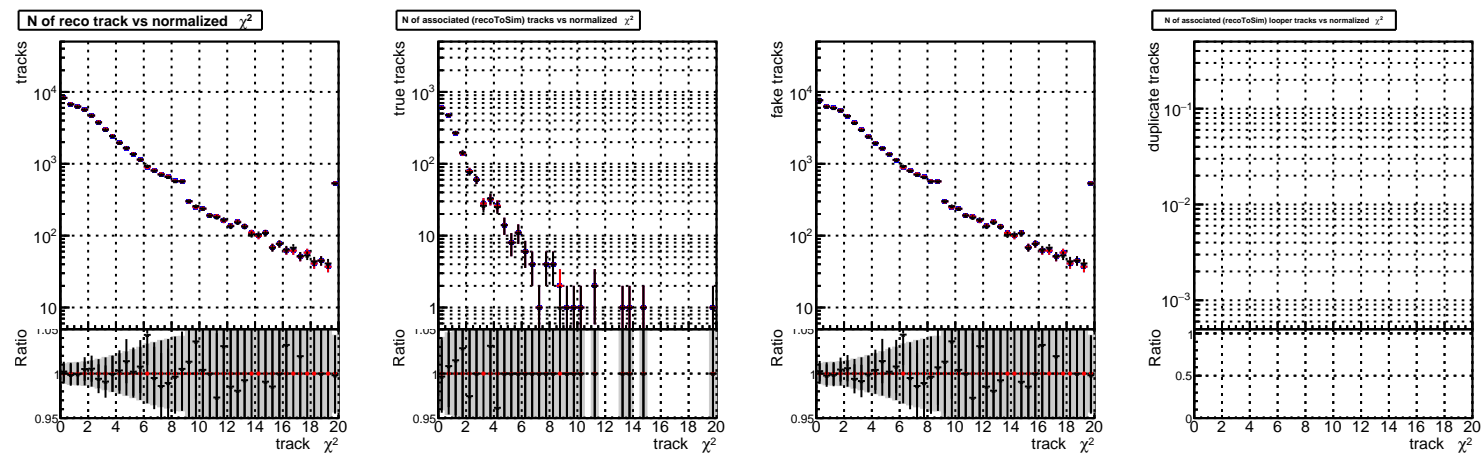 N of reco track vs normalized χ²
tracks
10⁴
10³
10²
10
Ratio
1.05
1
0.95
0 2 4 6 8 10 12 14 16 18 20
track χ²
N of associated (recoToSim) tracks vs normalized χ²
true tracks
10³
10²
10
1
Ratio
1.05
1
0.95
0 2 4 6 8 10 12 14 16 18 20
track χ²
fake tracks
10⁴
10³
10²
10
Ratio
1.05
1
0.95
0 2 4 6 8 10 12 14 16 18 20
track χ²
N of associated (recoToSim) looper tracks vs normalized χ²
duplicate tracks
10⁻¹
10⁻²
10⁻³
Ratio
1
0.5
0
0 2 4 6 8 10 12 14 16 18 20
track χ²